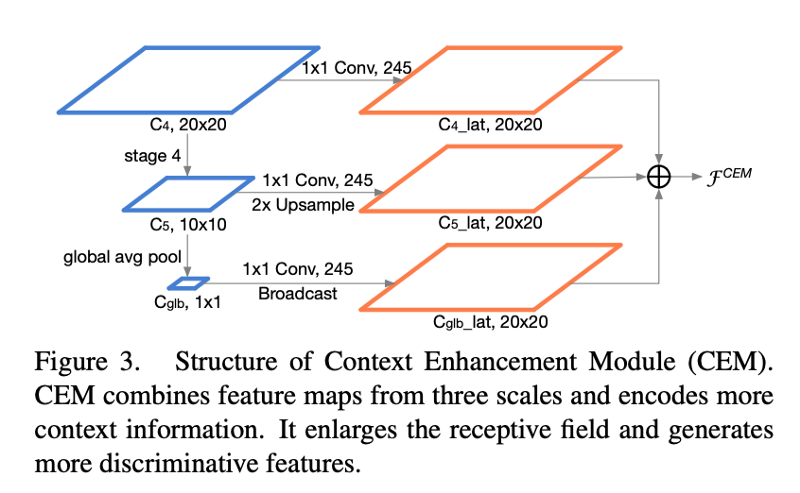 1x1 Conv, 245
C4, 20x20
C4_lat, 20x20
stage 4
1x1 Conv, 245
2x Upsample
ℱCEM
C5, 10x10
C5_lat, 20x20
global avg pool
1x1 Conv, 245
Broadcast
Cglb, 1x1
Cglb_lat, 20x20
Figure 3. Structure of Context Enhancement Module (CEM).
CEM combines feature maps from three scales and encodes more
context information. It enlarges the receptive field and generates
more discriminative features.